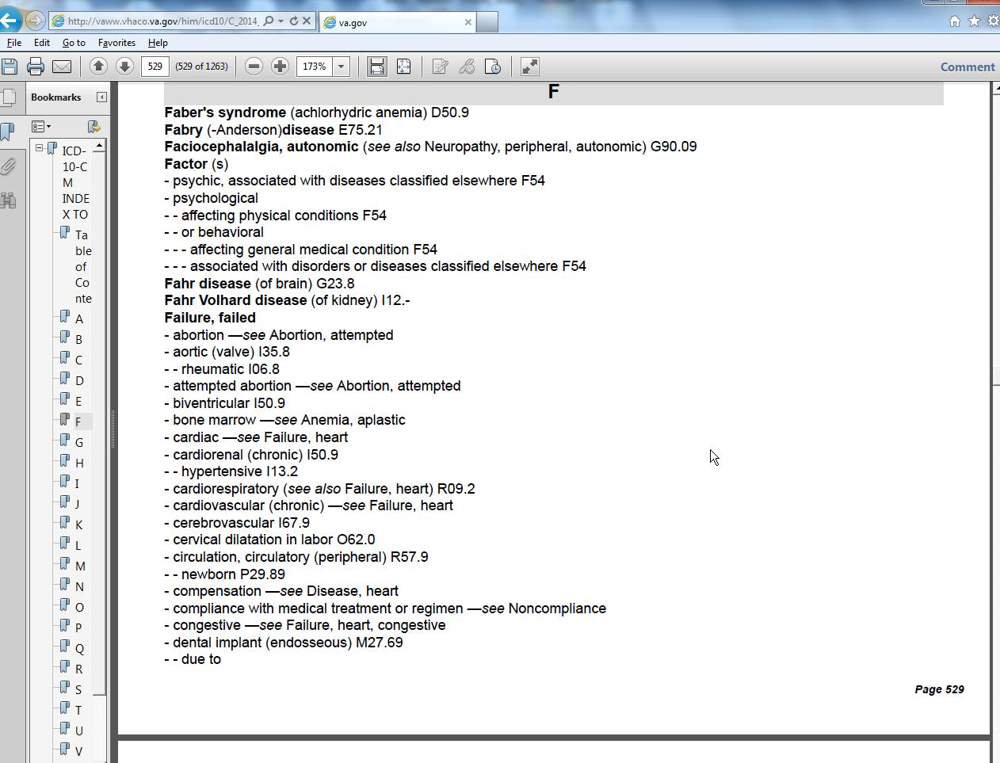 http://vaww.vhaco.va.gov/him/icd10/C_2014_
va.gov
File Edit Go to Favorites Help
529 (529 of 1263) 173% Comment
Bookmarks
ICD-
10-C
M
INDE
X TO
Ta
ble
of
Co
nte
A
B
C
D
E
F
G
H
I
J
K
L
M
N
O
P
Q
R
S
T
U
V
F
Faber's syndrome (achlorhydric anemia) D50.9
Fabry (-Anderson)disease E75.21
Faciocephalalgia, autonomic (see also Neuropathy, peripheral, autonomic) G90.09
Factor (s)
- psychic, associated with diseases classified elsewhere F54
- psychological
- - affecting physical conditions F54
- - or behavioral
- - - affecting general medical condition F54
- - - associated with disorders or diseases classified elsewhere F54
Fahr disease (of brain) G23.8
Fahr Volhard disease (of kidney) I12.-
Failure, failed
- abortion —see Abortion, attempted
- aortic (valve) I35.8
- - rheumatic I06.8
- attempted abortion —see Abortion, attempted
- biventricular I50.9
- bone marrow —see Anemia, aplastic
- cardiac —see Failure, heart
- cardiorenal (chronic) I50.9
- - hypertensive I13.2
- cardiorespiratory (see also Failure, heart) R09.2
- cardiovascular (chronic) —see Failure, heart
- cerebrovascular I67.9
- cervical dilatation in labor O62.0
- circulation, circulatory (peripheral) R57.9
- - newborn P29.89
- compensation —see Disease, heart
- compliance with medical treatment or regimen —see Noncompliance
- congestive —see Failure, heart, congestive
- dental implant (endosseous) M27.69
- - due to
Page 529